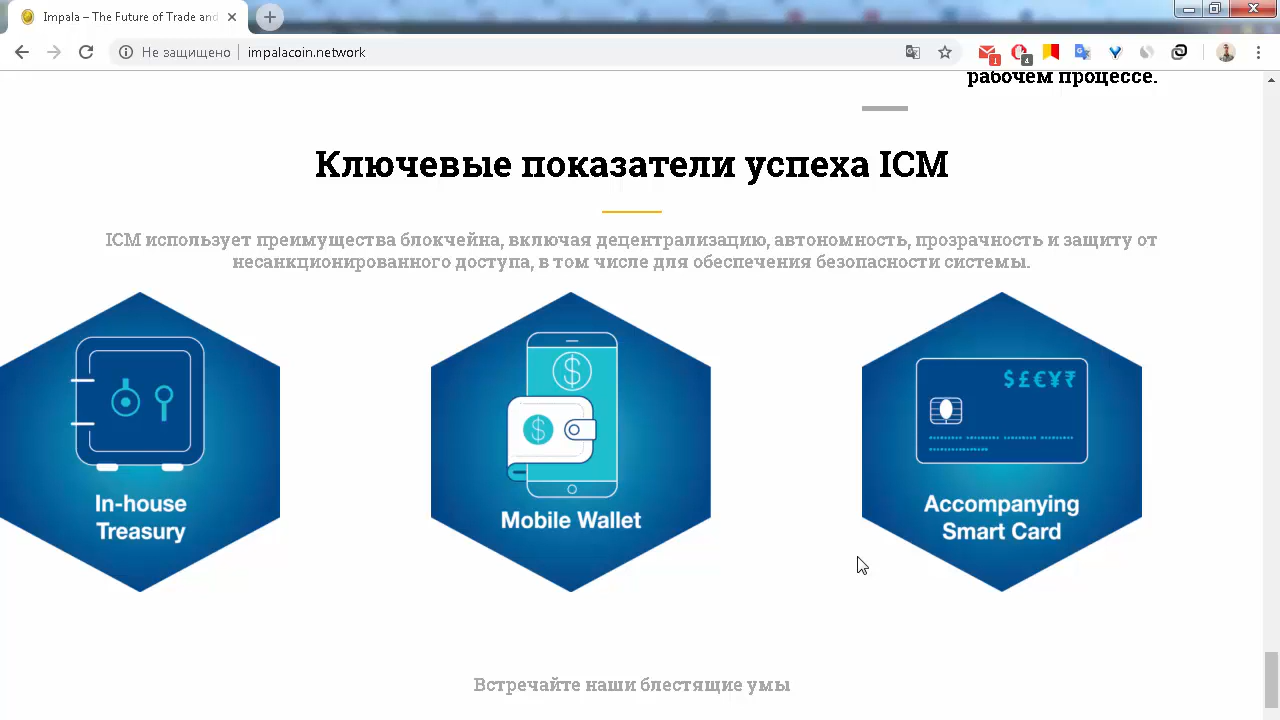 Impala – The Future of Trade and
Не защищено
impalacoin.network
1
4
рабочем процессе.
Ключевые показатели успеха ICM
ICM использует преимущества блокчейна, включая децентрализацию, автономность, прозрачность и защиту от
несанкционированного доступа, в том числе для обеспечения безопасности системы.
In-house
Treasury
$
$
Mobile Wallet
$£€¥₹
Accompanying
Smart Card
Встречайте наши блестящие умы